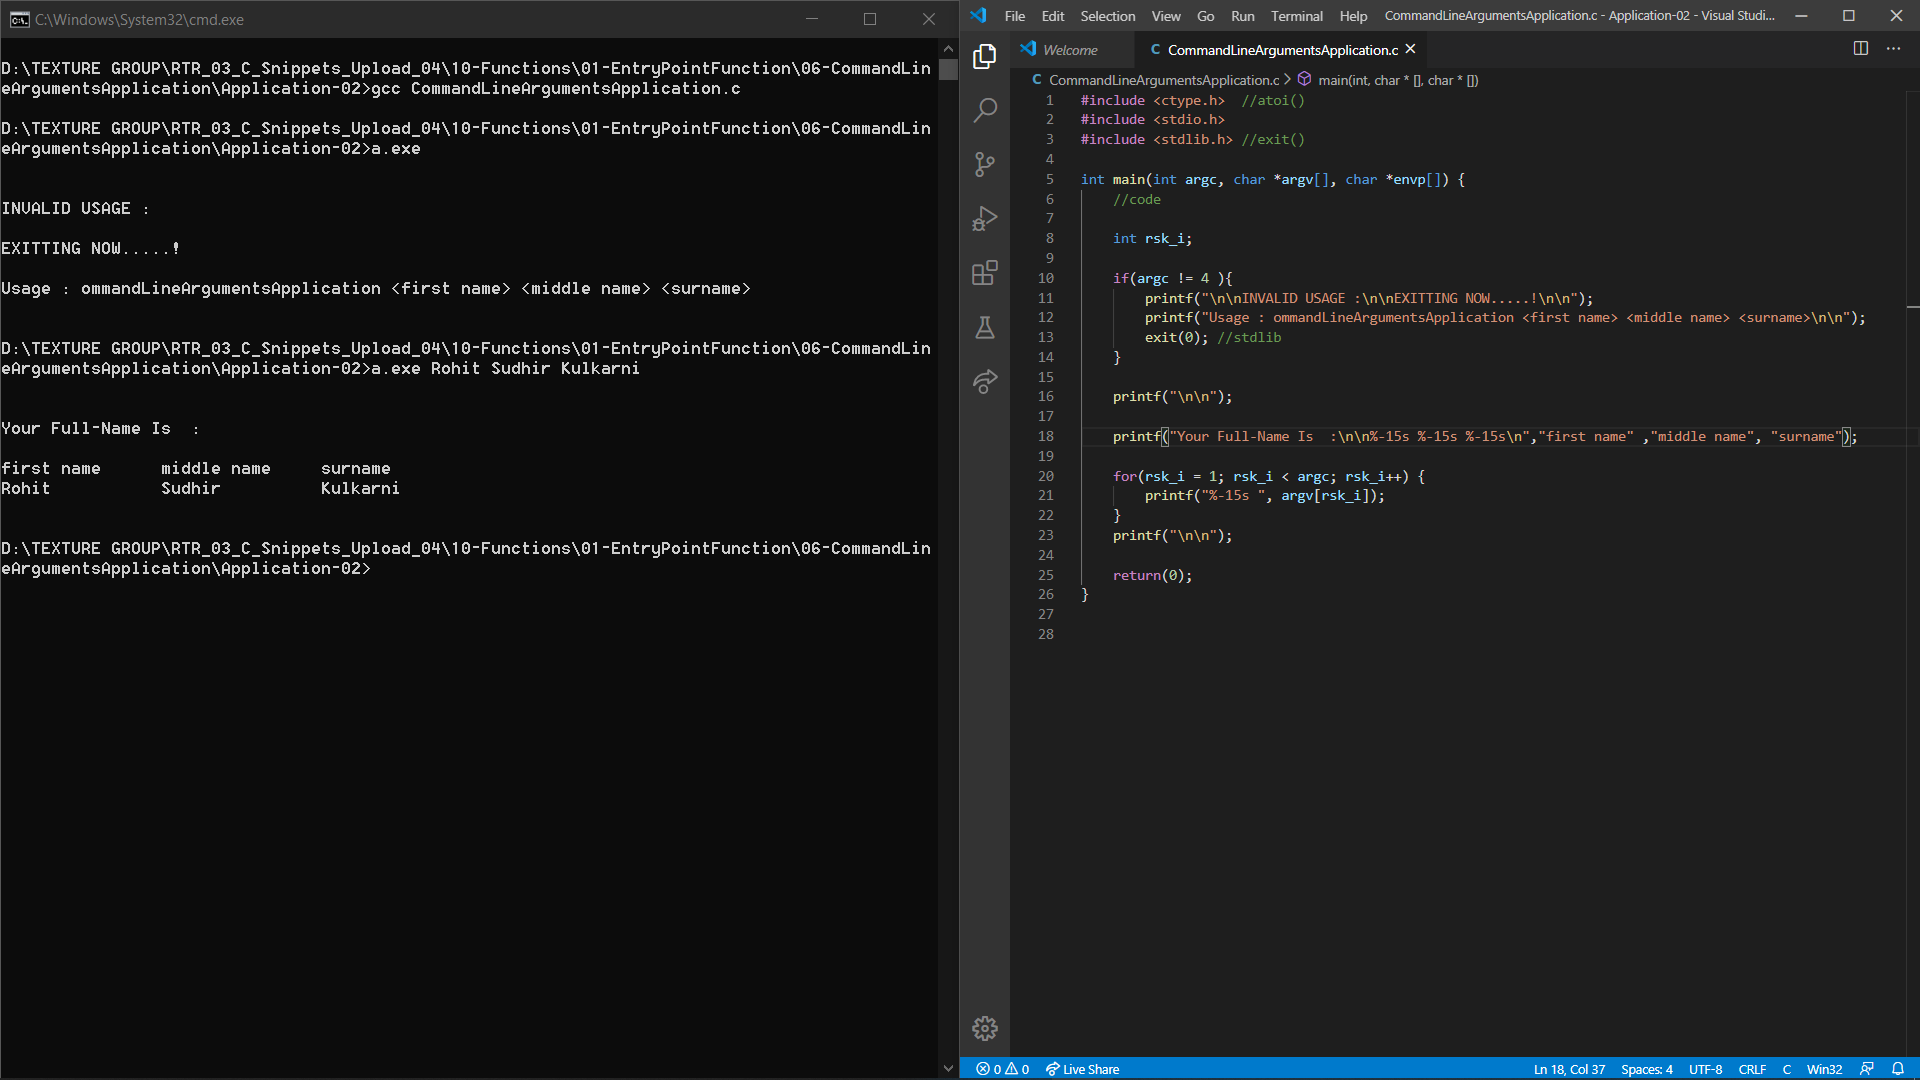 C:\Windows\System32\cmd.exe
D:\TEXTURE GROUP\RTR_03_C_Snippets_Upload_04\10-Functions\01-EntryPointFunction\06-CommandLin
eArgumentsApplication\Application-02>gcc CommandLineArgumentsApplication.c
D:\TEXTURE GROUP\RTR_03_C_Snippets_Upload_04\10-Functions\01-EntryPointFunction\06-CommandLin
eArgumentsApplication\Application-02>a.exe
INVALID USAGE :
EXITTING NOW.....!
Usage : ommandLineArgumentsApplication <first name> <middle name> <surname>
D:\TEXTURE GROUP\RTR_03_C_Snippets_Upload_04\10-Functions\01-EntryPointFunction\06-CommandLin
eArgumentsApplication\Application-02>a.exe Rohit Sudhir Kulkarni
Your Full-Name Is  :
first name      middle name     surname
Rohit           Sudhir          Kulkarni
D:\TEXTURE GROUP\RTR_03_C_Snippets_Upload_04\10-Functions\01-EntryPointFunction\06-CommandLin
eArgumentsApplication\Application-02>
File Edit Selection View Go Run Terminal Help CommandLineArgumentsApplication.c - Application-02 - Visual Studi...
Welcome C CommandLineArgumentsApplication.c
C CommandLineArgumentsApplication.c > main(int, char * [], char * [])
1 #include <ctype.h>  //atoi()
2 #include <stdio.h>
3 #include <stdlib.h> //exit()
4
5 int main(int argc, char *argv[], char *envp[]) {
6     //code
7
8     int rsk_i;
9
10     if(argc != 4 ){
11         printf("\n\nINVALID USAGE :\n\nEXITTING NOW.....!\n\n");
12         printf("Usage : ommandLineArgumentsApplication <first name> <middle name> <surname>\n\n");
13         exit(0); //stdlib
14     }
15
16     printf("\n\n");
17
18     printf("Your Full-Name Is  :\n\n%-15s %-15s %-15s\n","first name" ,"middle name", "surname");
19
20     for(rsk_i = 1; rsk_i < argc; rsk_i++) {
21         printf("%-15s ", argv[rsk_i]);
22     }
23     printf("\n\n");
24
25     return(0);
26 }
27
28
0 0 Live Share Ln 18, Col 37 Spaces: 4 UTF-8 CRLF C Win32